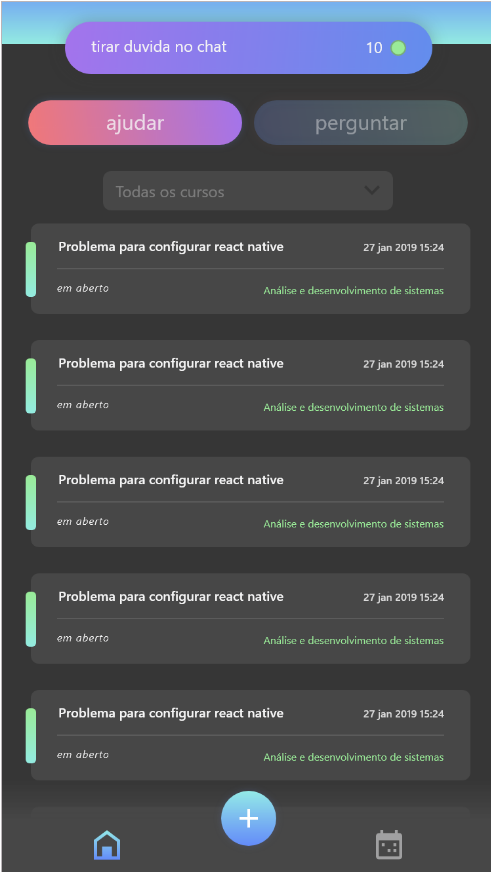 tirar duvida no chat 10
ajudar perguntar
Todas os cursos
Problema para configurar react native 27 jan 2019 15:24
em aberto Análise e desenvolvimento de sistemas
Problema para configurar react native 27 jan 2019 15:24
em aberto Análise e desenvolvimento de sistemas
Problema para configurar react native 27 jan 2019 15:24
em aberto Análise e desenvolvimento de sistemas
Problema para configurar react native 27 jan 2019 15:24
em aberto Análise e desenvolvimento de sistemas
Problema para configurar react native 27 jan 2019 15:24
em aberto Análise e desenvolvimento de sistemas